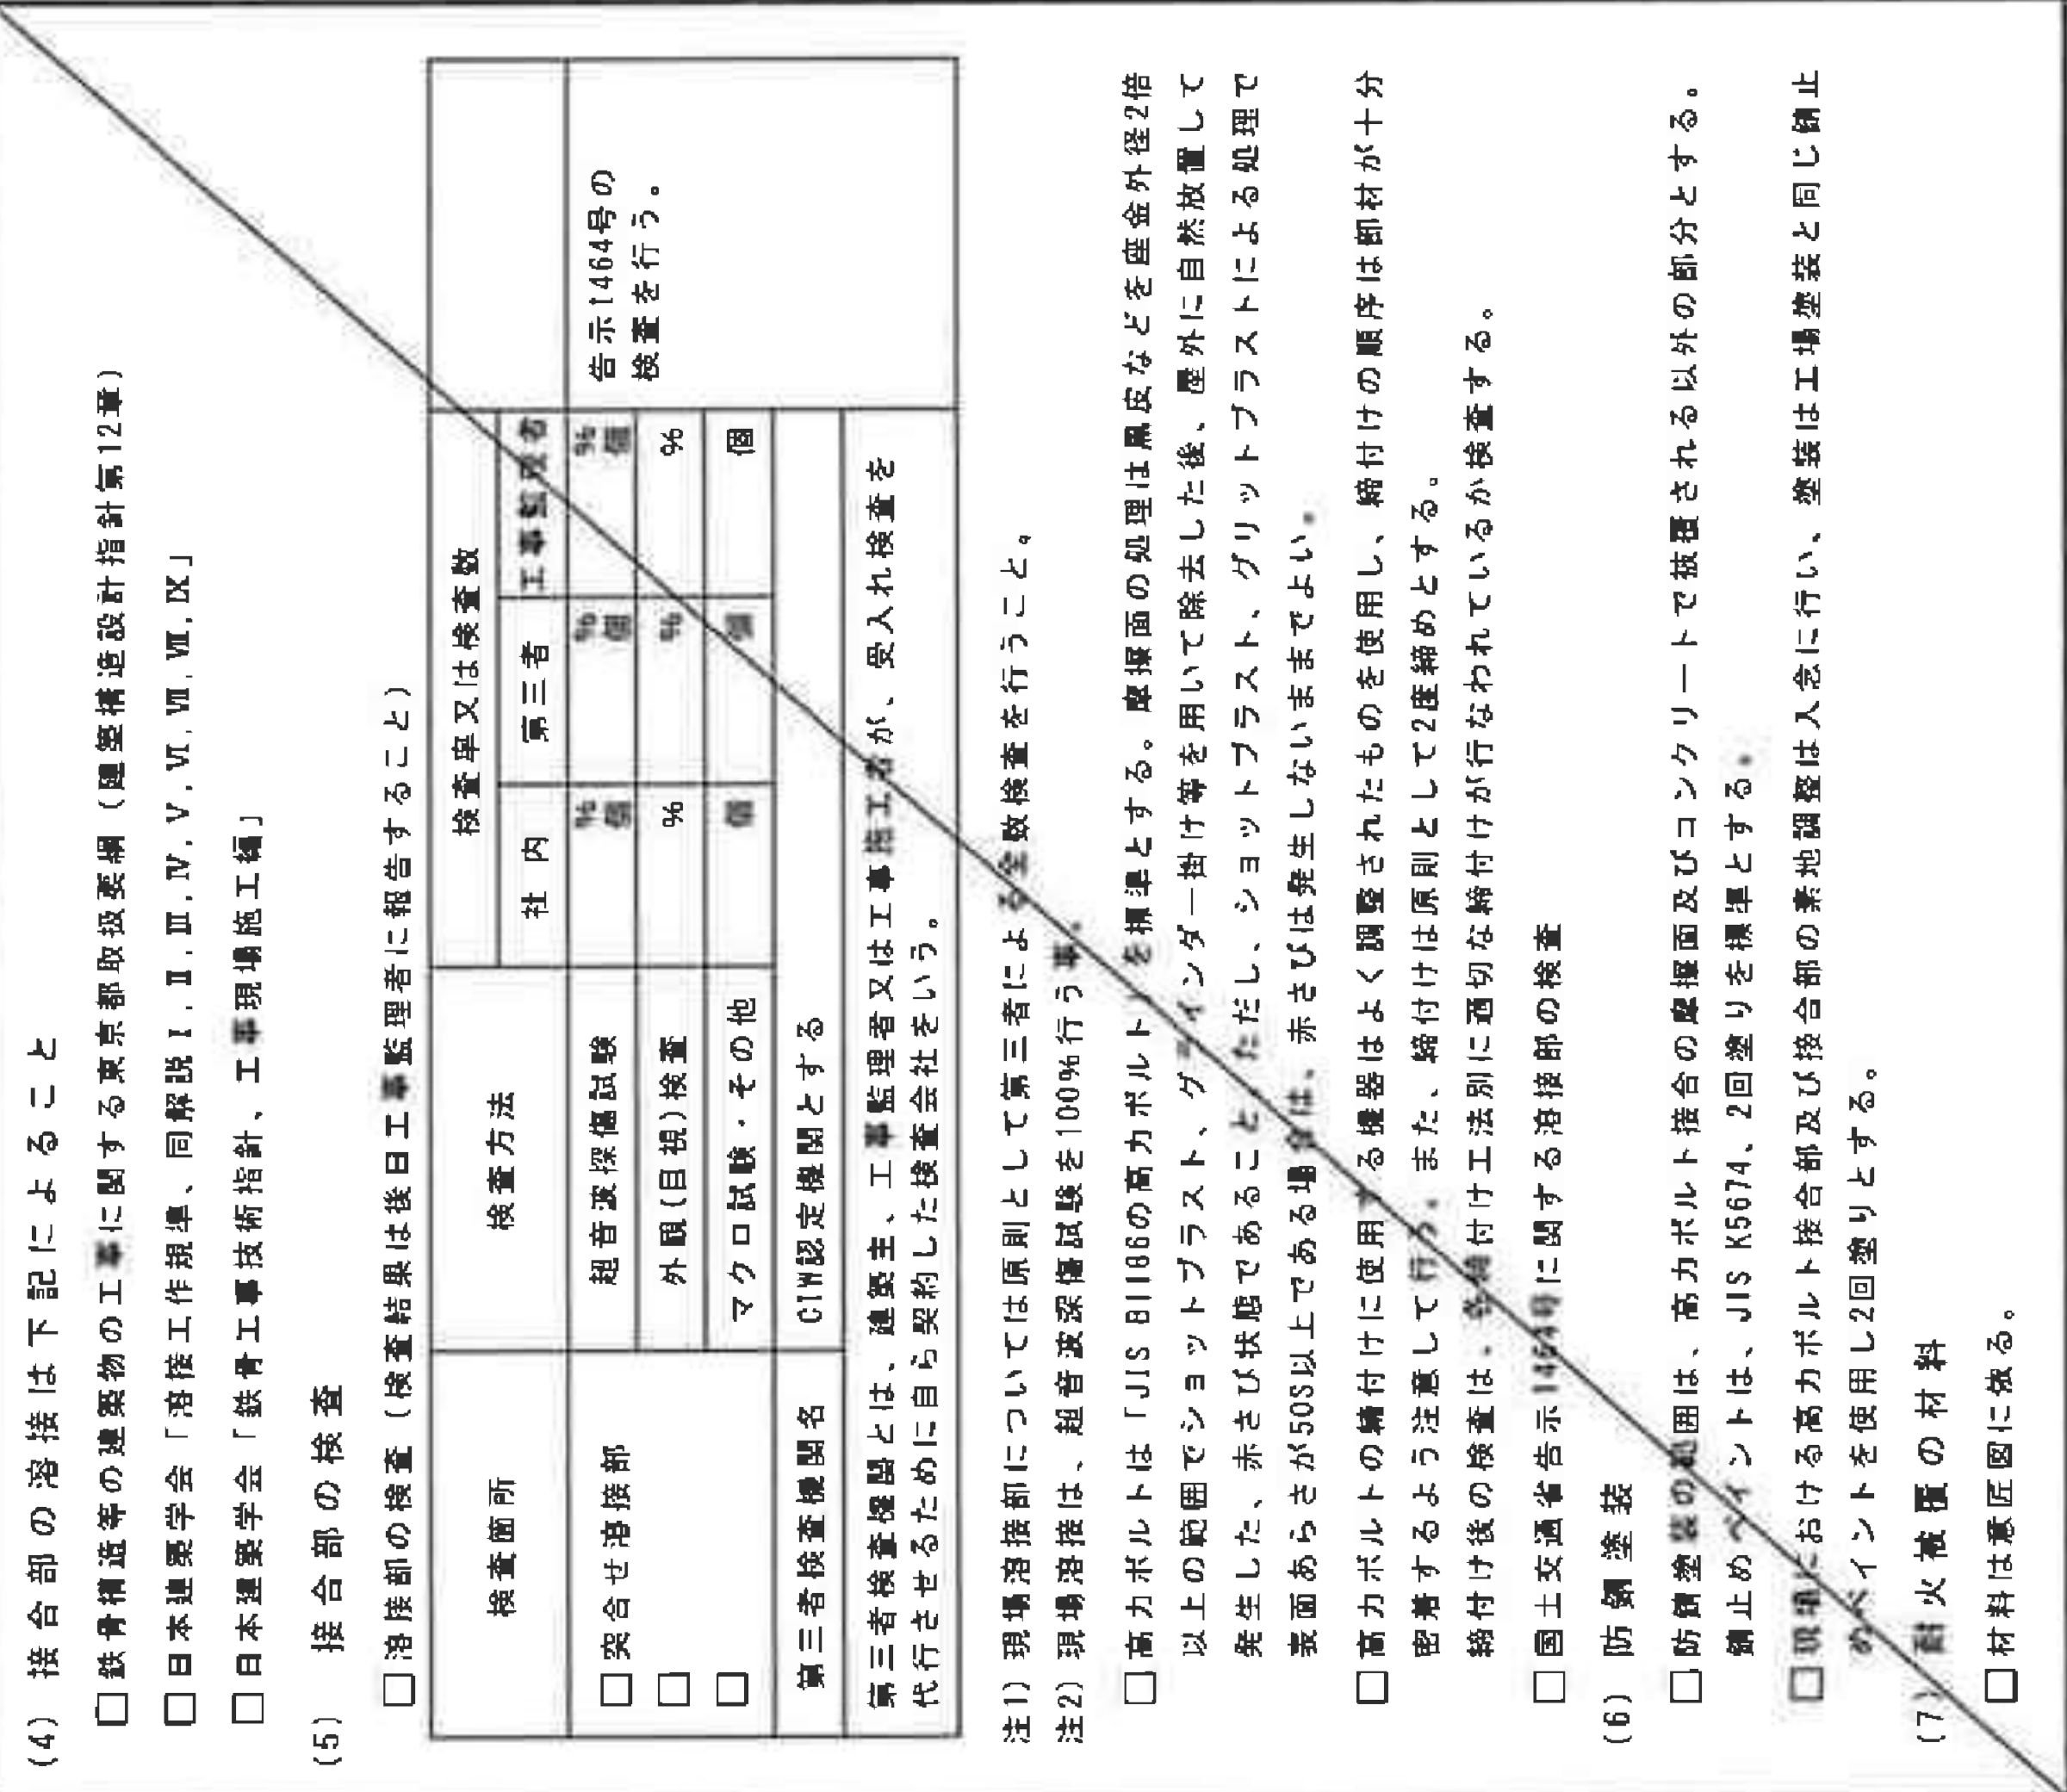 (4) 接合部の溶接は下記によること
□鉄骨構造等の建築物の工事に関する東京都取扱要綱（建築構造設計指針第12章）
□日本建築学会「溶接工作規準、同解説Ⅰ,Ⅱ,Ⅲ,Ⅳ,Ⅴ,Ⅵ,Ⅶ,Ⅷ,Ⅸ」
□日本建築学会「鉄骨工事技術指針、工事現場施工編」
(5) 接合部の検査
□溶接部の検査（検査結果は後日工事監理者に報告すること）
検査箇所 検査方法 検査率又は検査数
社内 第三者 工事監理者
□突合せ溶接部 超音波探傷試験 %個 %個 %個 告示1464号の
検査を行う。
□ 外観(目視)検査 % % %
□ マクロ試験・その他 個 個 個
第三者検査機関名 CIW認定機関とする
第三者検査機関とは、建築主、工事監理者又は工事施工者が、受入れ検査を
代行させるために自ら契約した検査会社をいう。
注1) 現場溶接部については原則として第三者による全数検査を行うこと。
注2) 現場溶接は、超音波深傷試験を100%行う事。
□高力ボルトは「JIS B1186の高力ボルト」を標準とする。摩擦面の処理は黒皮などを座金外径2倍
以上の範囲でショットブラスト、グラインダー掛け等を用いて除去した後、屋外に自然放置して
発生した、赤さび状態であること。ただし、ショットブラスト、グリットブラストによる処理で
表面あらさが50S以上である場合は、赤さびは発生しないままでよい。
□高力ボルトの締付けに使用する機器はよく調整されたものを使用し、締付けの順序は部材が十分
密着するよう注意して行う。また、締付けは原則として2度締めとする。
締付け後の検査は、各締付け工法別に適切な締付けが行なわれているか検査する。
□国土交通省告示1464号に関する溶接部の検査
(6) 防錆塗装
□防錆塗装の範囲は、高力ボルト接合の摩擦面及びコンクリートで被覆される以外の部分とする。
錆止めペイントは、JIS K5674、2回塗りを標準とする。
□現場における高力ボルト接合部及び接合部の素地調整は入念に行い、塗装は工場塗装と同じ錆止
めペイントを使用し2回塗りとする。
(7) 耐火被覆の材料
□材料は意匠図に依る。